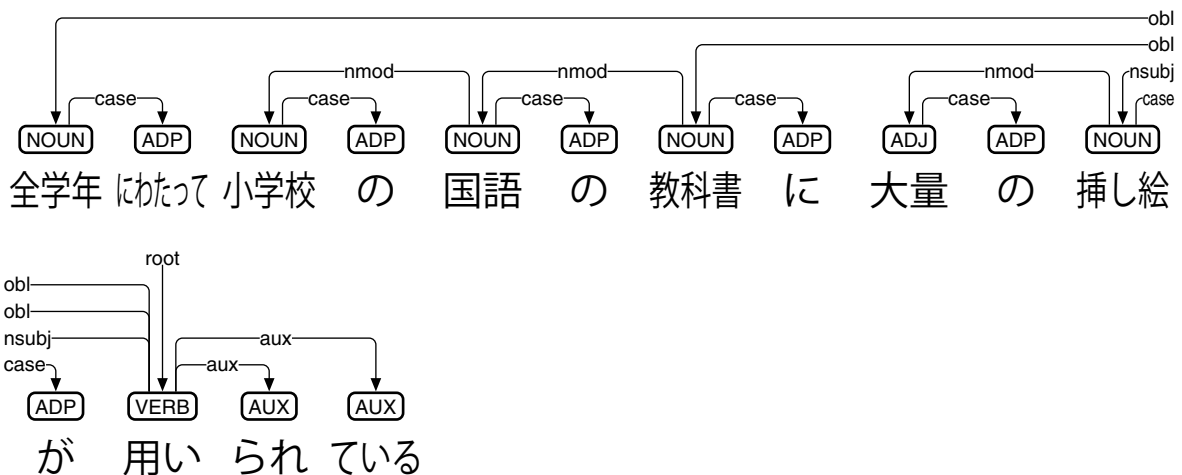 obl
obl
nmod nmod nmod nsubj
case case case case case case
NOUN ADP NOUN ADP NOUN ADP NOUN ADP ADJ ADP NOUN
全学年 にわたって 小学校 の 国語 の 教科書 に 大量 の 挿し絵
root
obl
obl
nsubj aux
case aux
ADP VERB AUX AUX
が 用い られ ている